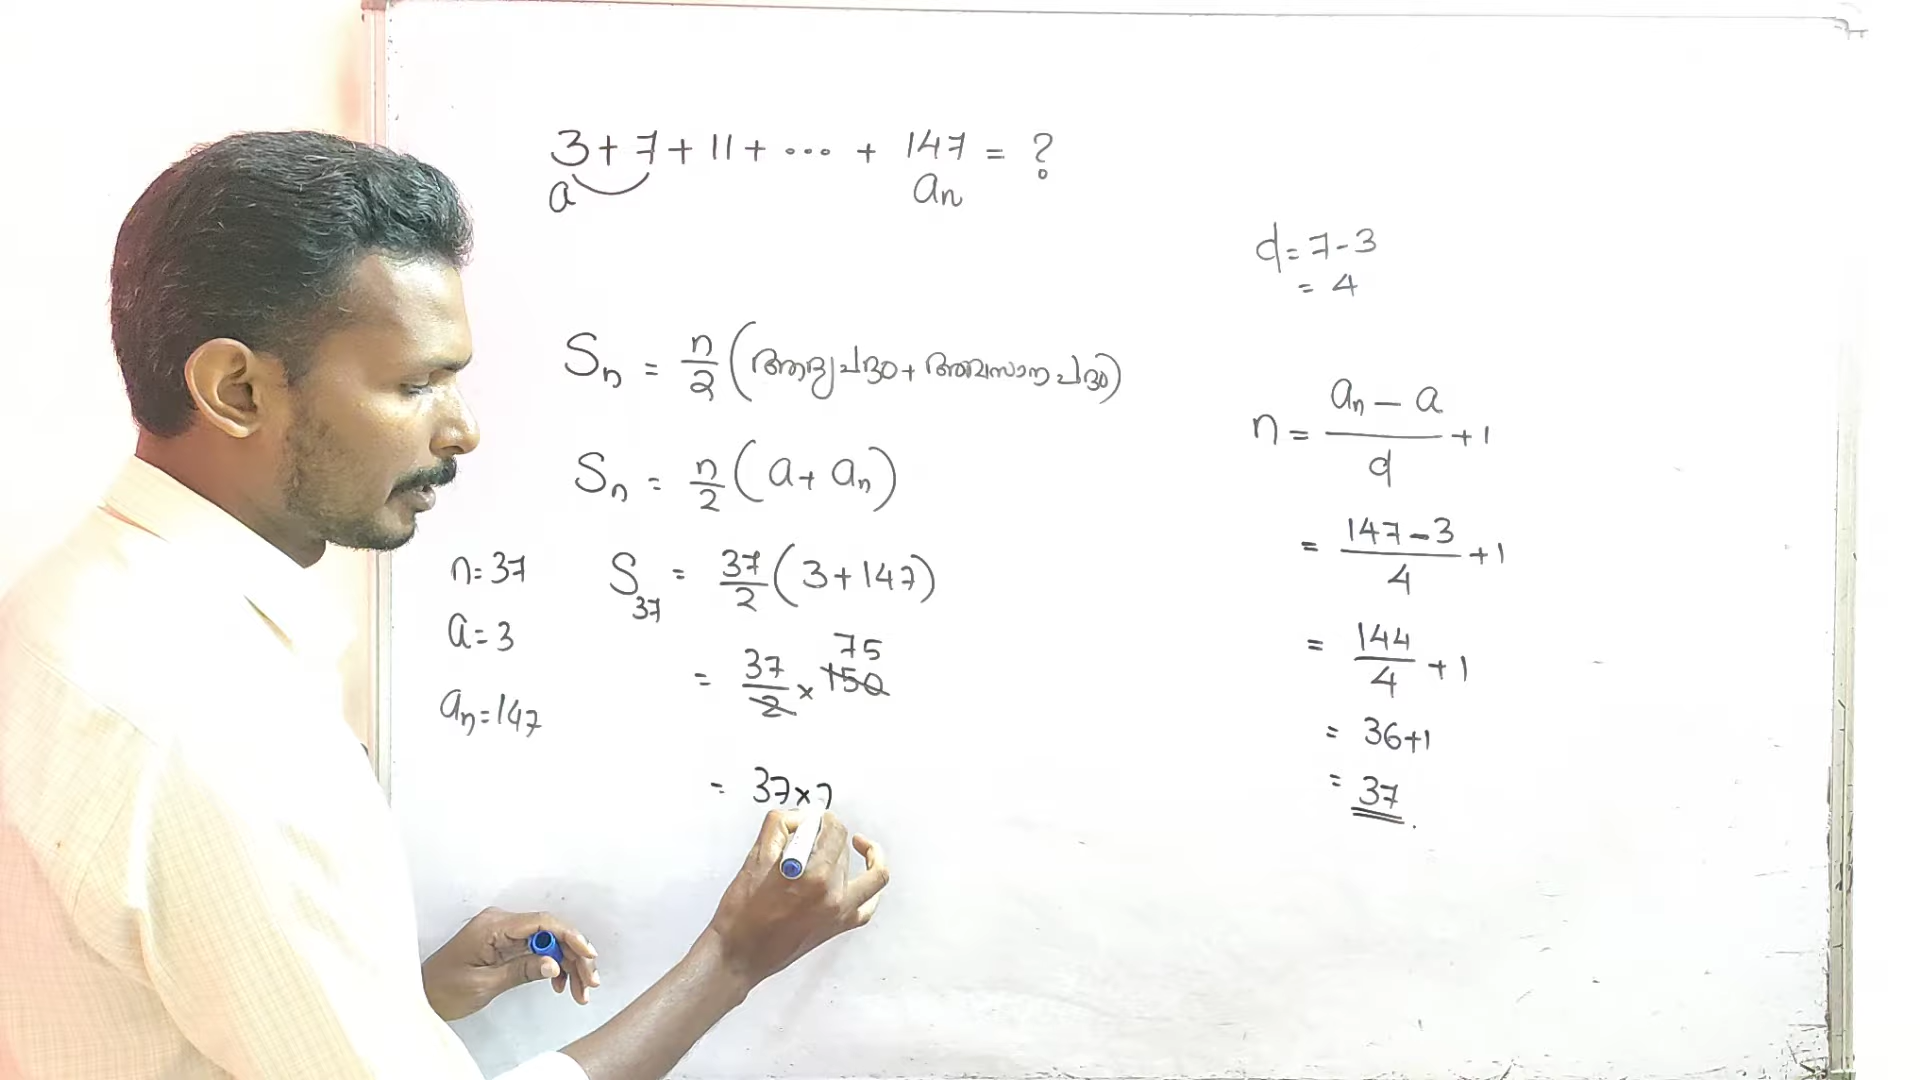 3 + 7 + 11 + ... + 147 = ?
a aₙ
d = 7 - 3
= 4
Sₙ = n/2 (ആദ്യപദം + അവസാനപദം)
Sₙ = n/2 (a + aₙ)
n = 37
a = 3
aₙ = 147
S₃₇ = 37/2 (3 + 147)
75
= 37/2 × 150
= 37 × 7
n = (aₙ - a)/d + 1
= (147 - 3)/4 + 1
= 144/4 + 1
= 36 + 1
= 37